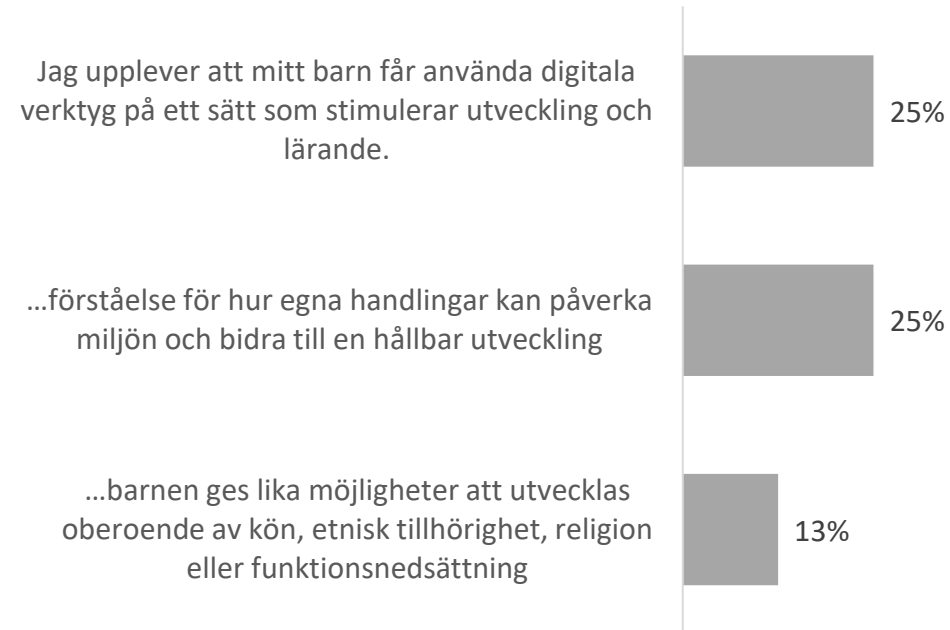 Jag upplever att mitt barn får använda digitala
verktyg på ett sätt som stimulerar utveckling och
lärande.
25%
...förståelse för hur egna handlingar kan påverka
miljön och bidra till en hållbar utveckling
25%
...barnen ges lika möjligheter att utvecklas
oberoende av kön, etnisk tillhörighet, religion
eller funktionsnedsättning
13%